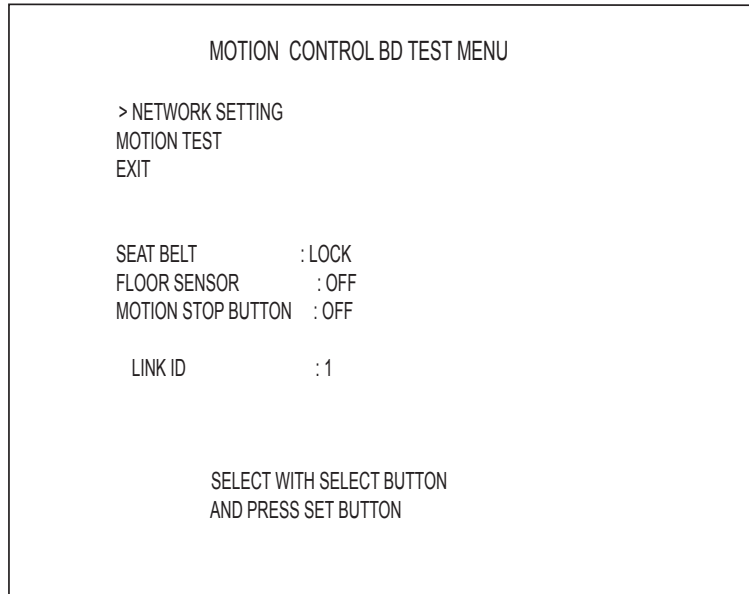 MOTION CONTROL BD TEST MENU
> NETWORK SETTING
MOTION TEST
EXIT
SEAT BELT : LOCK
FLOOR SENSOR : OFF
MOTION STOP BUTTON : OFF
LINK ID : 1
SELECT WITH SELECT BUTTON
AND PRESS SET BUTTON